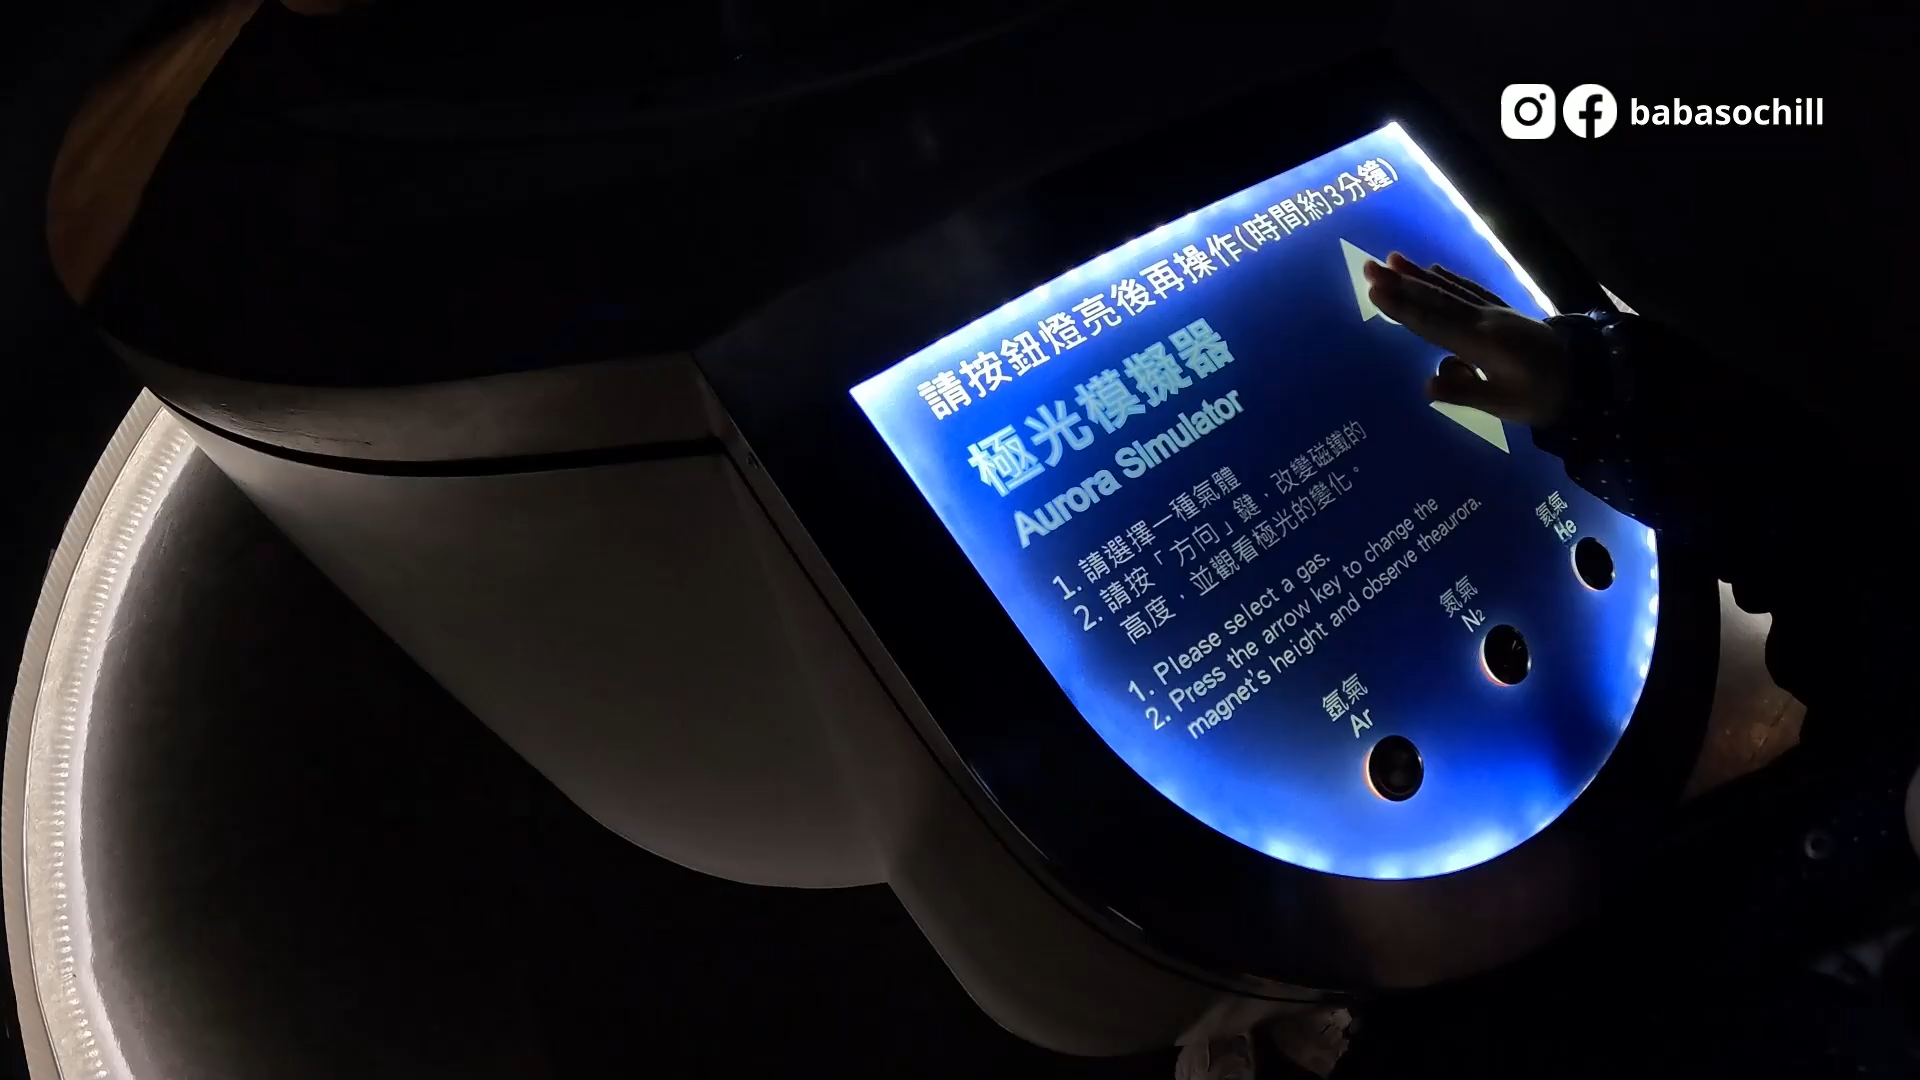 babasochill
請按鈕燈亮後再操作(時間約3分鐘)
極光模擬器
Aurora Simulator
1. 請選擇一種氣體
2. 請按「方向」鍵，改變磁鐵的
高度，並觀看極光的變化。
1. Please select a gas.
2. Press the arrow key to change the
magnet's height and observe theaurora.
氦氣
He
氮氣
N2
氬氣
Ar